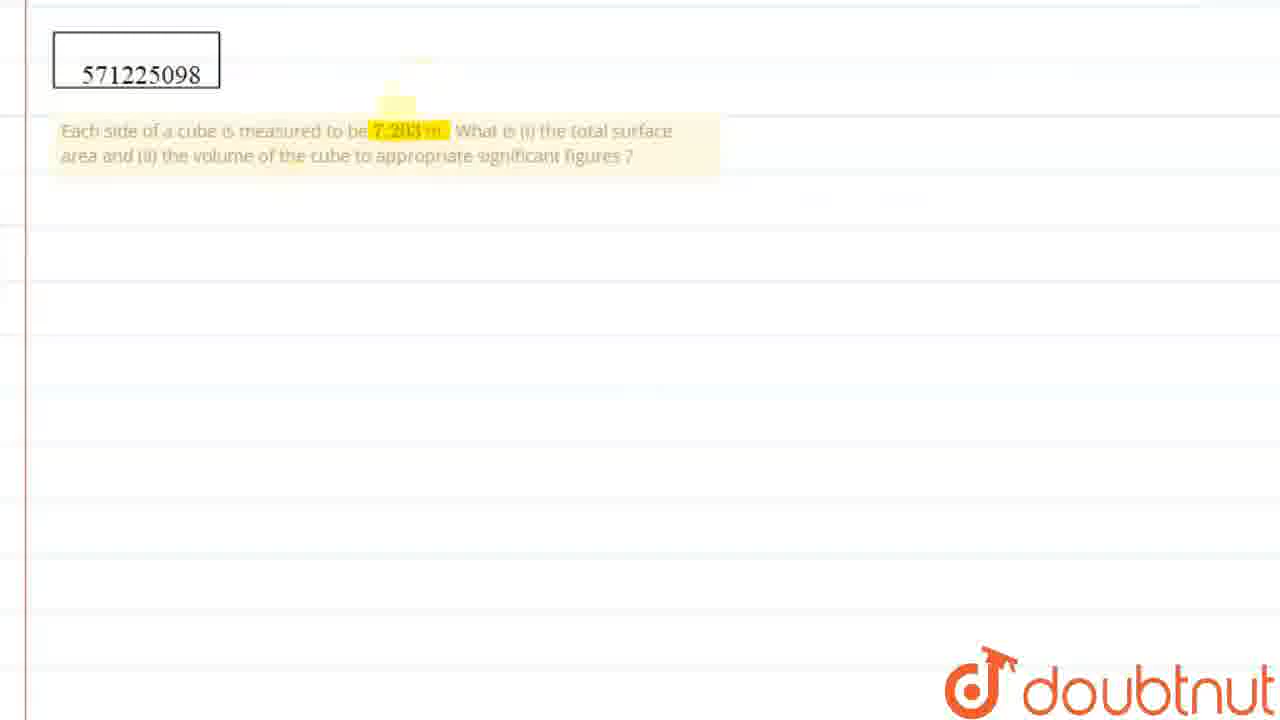 571225098
Each side of a cube is measured to be 7.203 m. What is (i) the total surface
area and (ii) the volume of the cube to appropriate significant figures ?
doubtnut